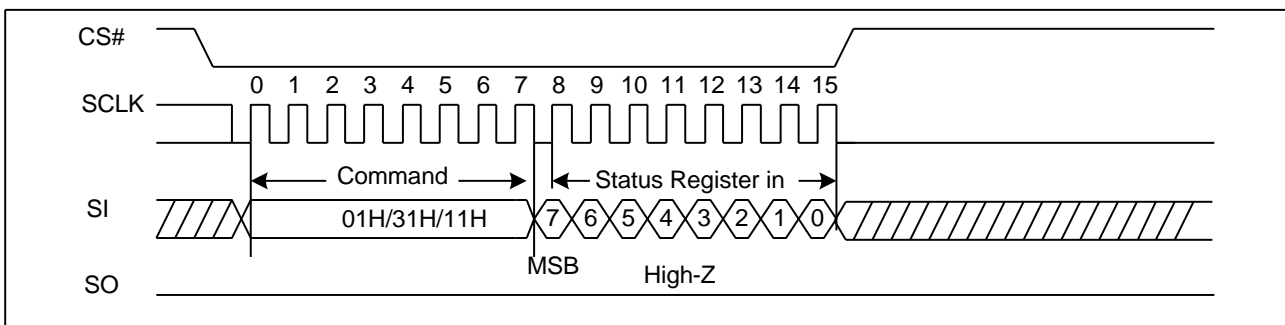 CS#
0 1 2 3 4 5 6 7 8 9 10 11 12 13 14 15
SCLK
Command Status Register in
SI 01H/31H/11H 7 6 5 4 3 2 1 0
MSB High-Z
SO